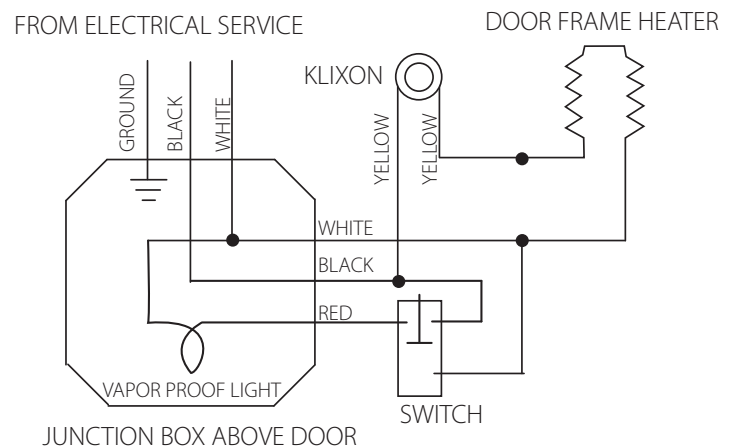 FROM ELECTRICAL SERVICE
DOOR FRAME HEATER
KLIXON
GROUND
BLACK
WHITE
YELLOW
YELLOW
WHITE
BLACK
RED
VAPOR PROOF LIGHT
SWITCH
JUNCTION BOX ABOVE DOOR